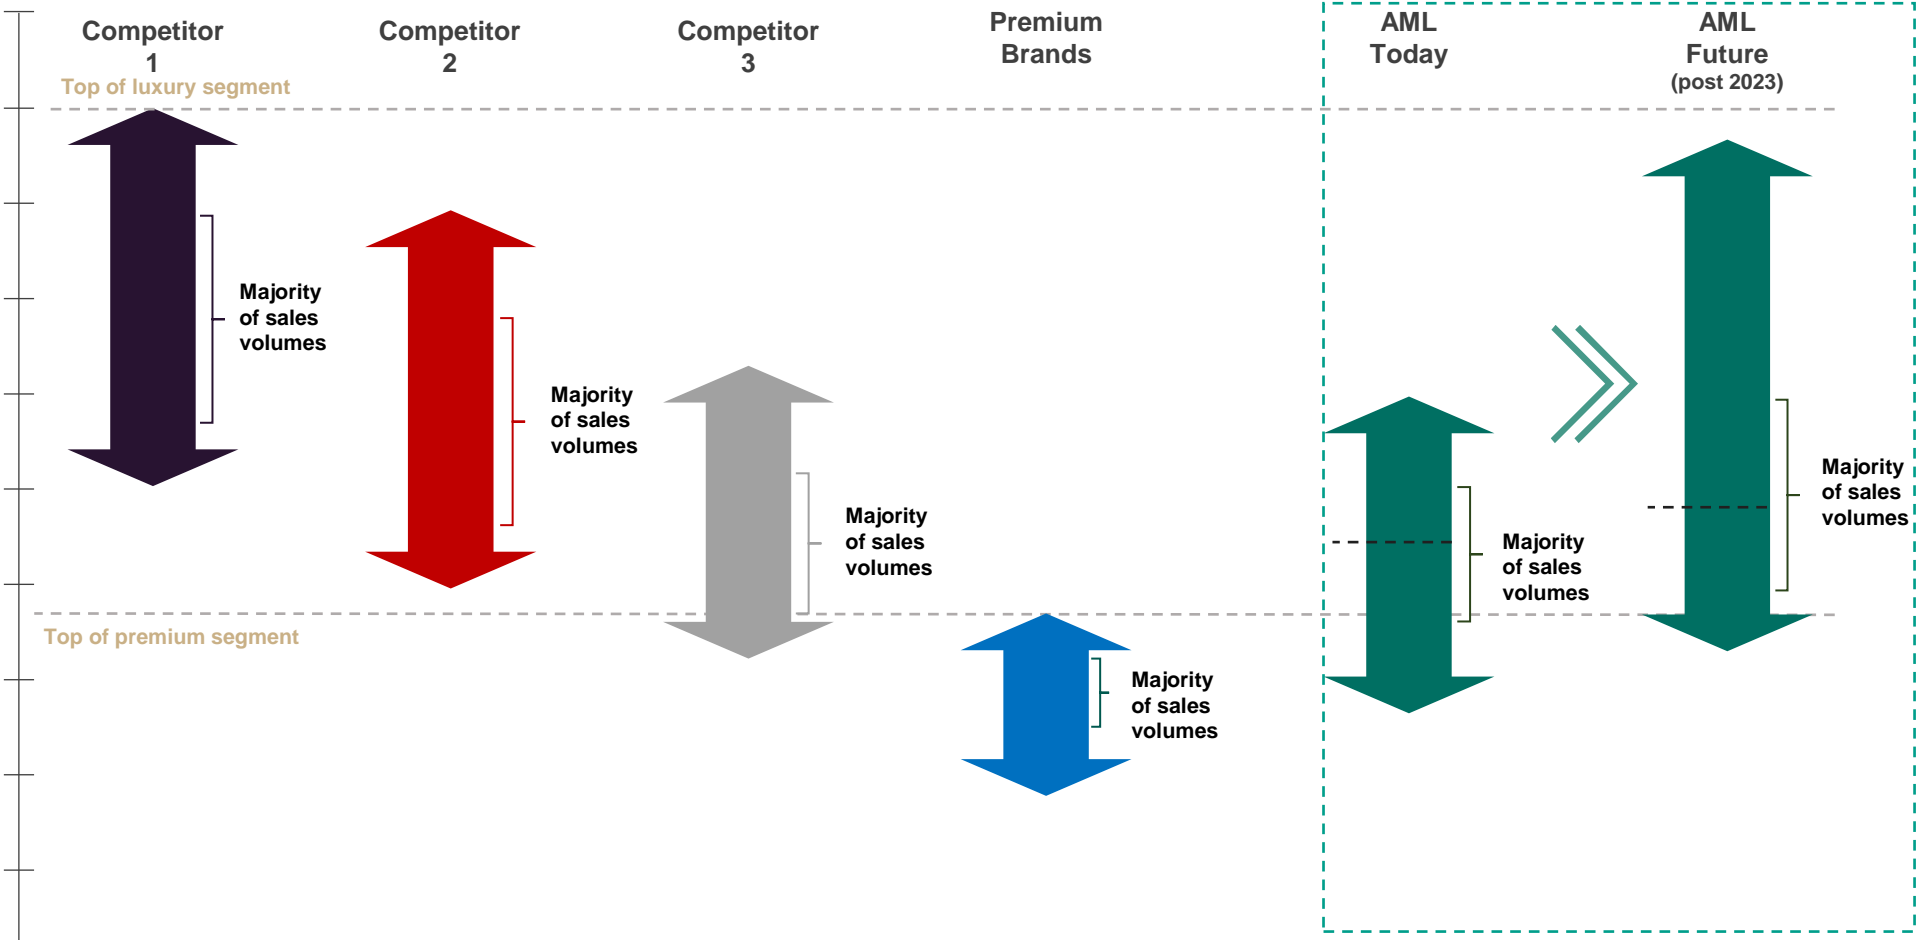 Competitor
1
Competitor
2
Competitor
3
Premium
Brands
AML
Today
AML
Future
(post 2023)
Top of luxury segment
Majority
of sales
volumes
Majority
of sales
volumes
Majority
of sales
volumes
Majority
of sales
volumes
Majority
of sales
volumes
Majority
of sales
volumes
Top of premium segment